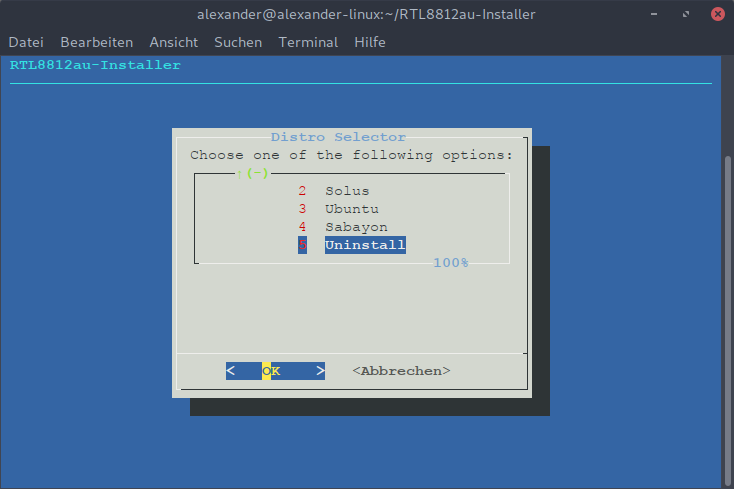 alexander@alexander-linux:~/RTL8812au-Installer
Datei Bearbeiten Ansicht Suchen Terminal Hilfe
RTL8812au-Installer
Distro Selector
Choose one of the following options:
↑(-)
2 Solus
3 Ubuntu
4 Sabayon
5 Uninstall
100%
< OK > <Abbrechen>